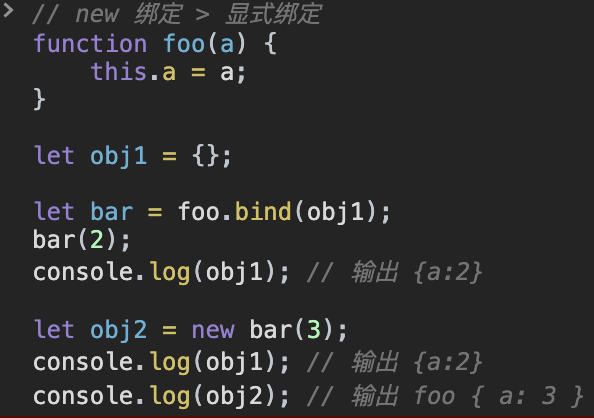 > // new 绑定 > 显式绑定
function foo(a) {
    this.a = a;
}
let obj1 = {};
let bar = foo.bind(obj1);
bar(2);
console.log(obj1); // 输出 {a:2}
let obj2 = new bar(3);
console.log(obj1); // 输出 {a:2}
console.log(obj2); // 输出 foo { a: 3 }